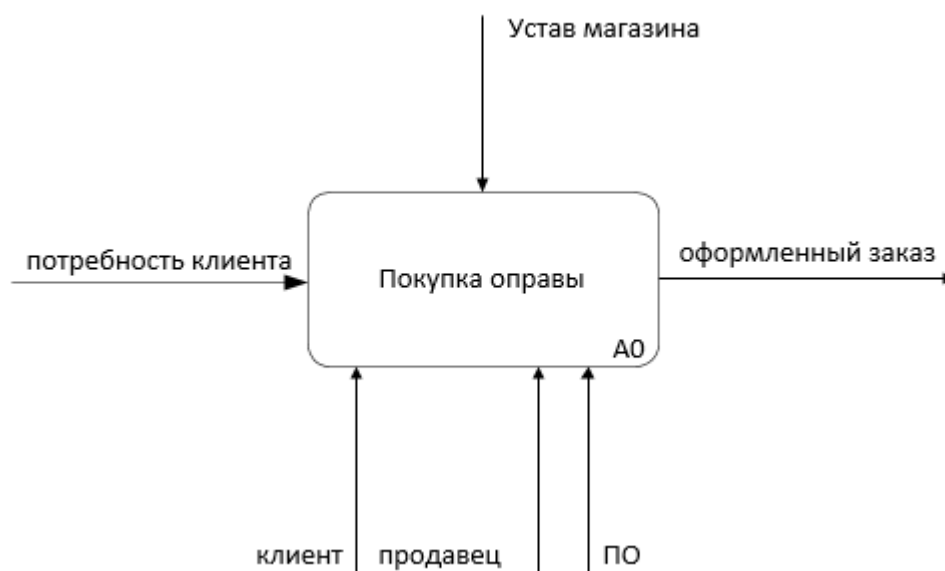 Устав магазина
потребность клиента
оформленный заказ
Покупка оправы
A0
клиент
продавец
ПО